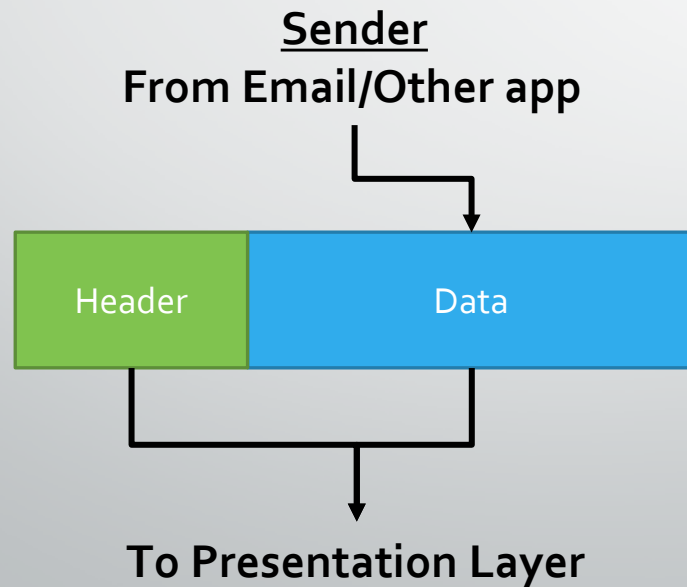 Sender
From Email/Other app
Header
Data
To Presentation Layer